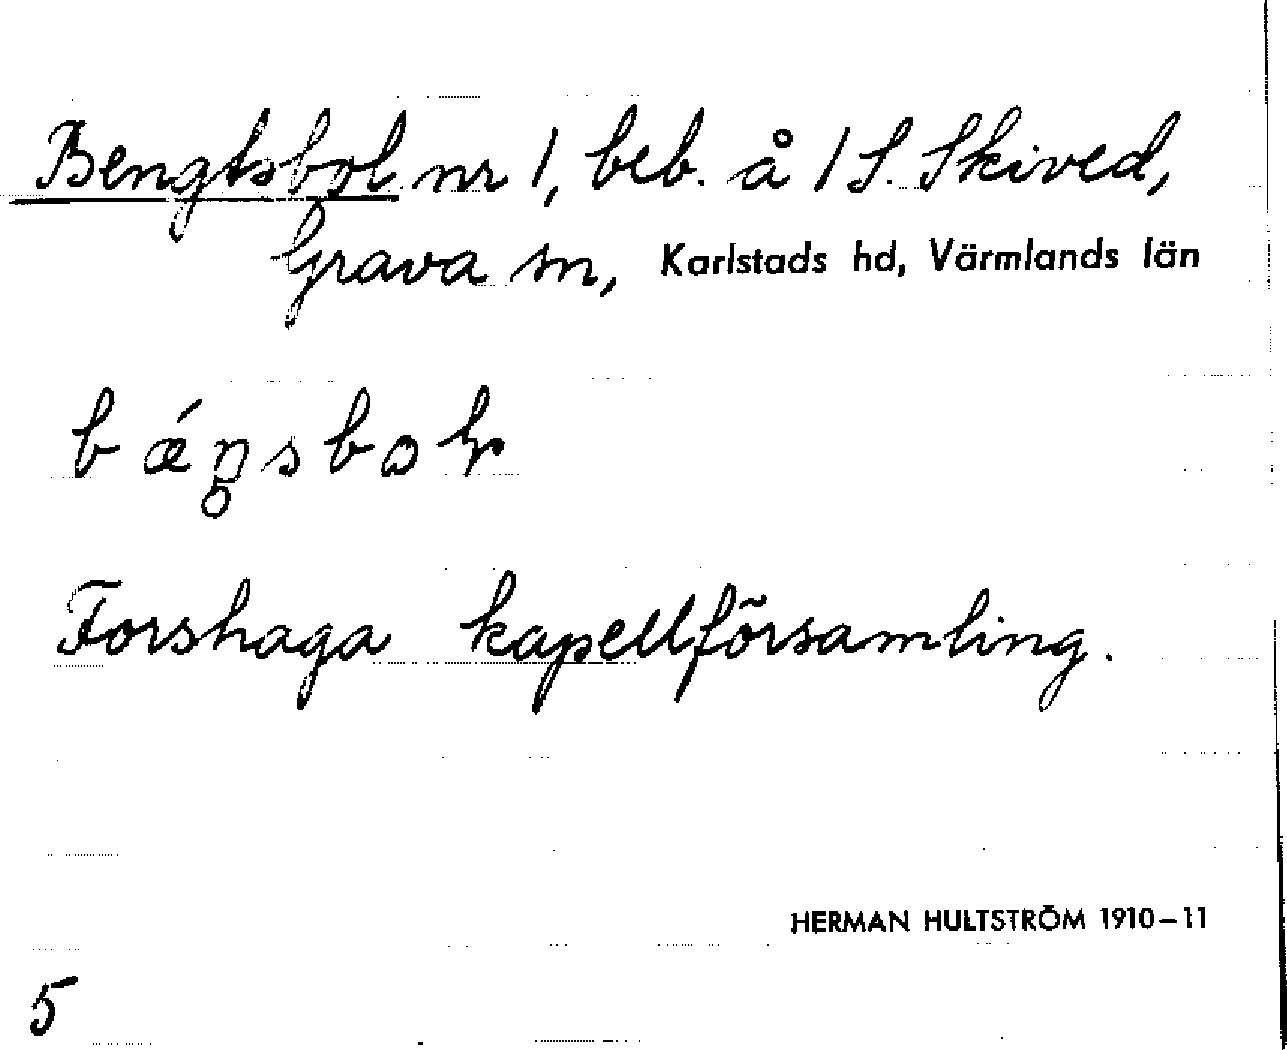 Bengtsbol nr 1, beb. å 1 S. Skived,
Grava sn, Karlstads hd, Värmlands län
Forshaga kapellförsamling.
HERMAN HULTSTRÖM 1910–11
5